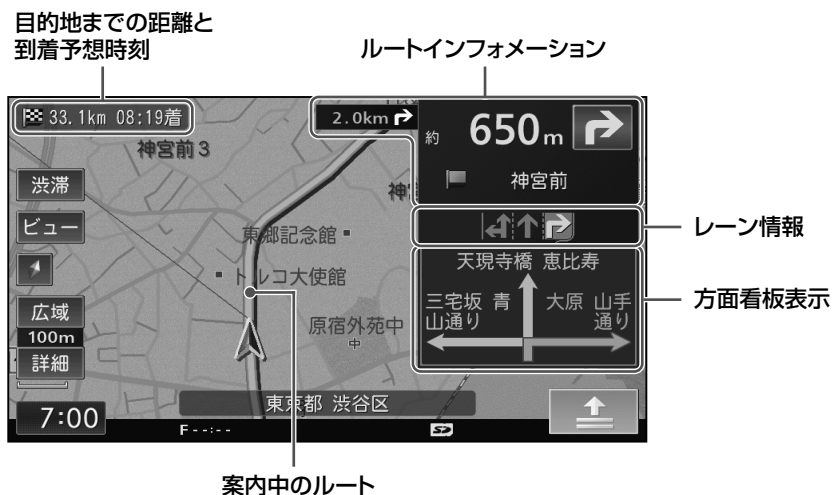 目的地までの距離と
到着予想時刻
ルートインフォメーション
33.1km 08:19着
2.0km
約 650m
神宮前3
神宮前
渋滞
神
ビュー
レーン情報
東郷記念館
天現寺橋 恵比寿
トルコ大使館
方面看板表示
三宅坂 青
山通り
大原 山手
通り
広域
100m
原宿外苑中
中
詳細
東京都 渋谷区
7:00
F--:--
SD
案内中のルート